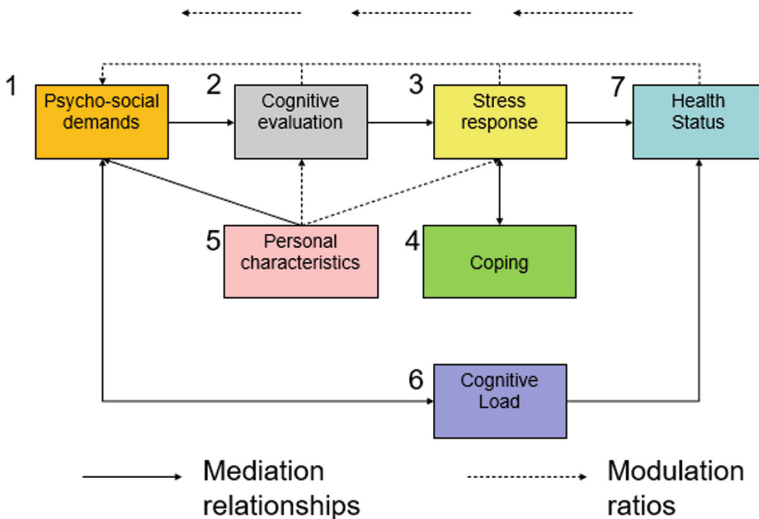 1
Psycho-social
demands
2
Cognitive
evaluation
3
Stress
response
7
Health
Status
5
Personal
characteristics
4
Coping
6
Cognitive
Load
Mediation
relationships
Modulation
ratios